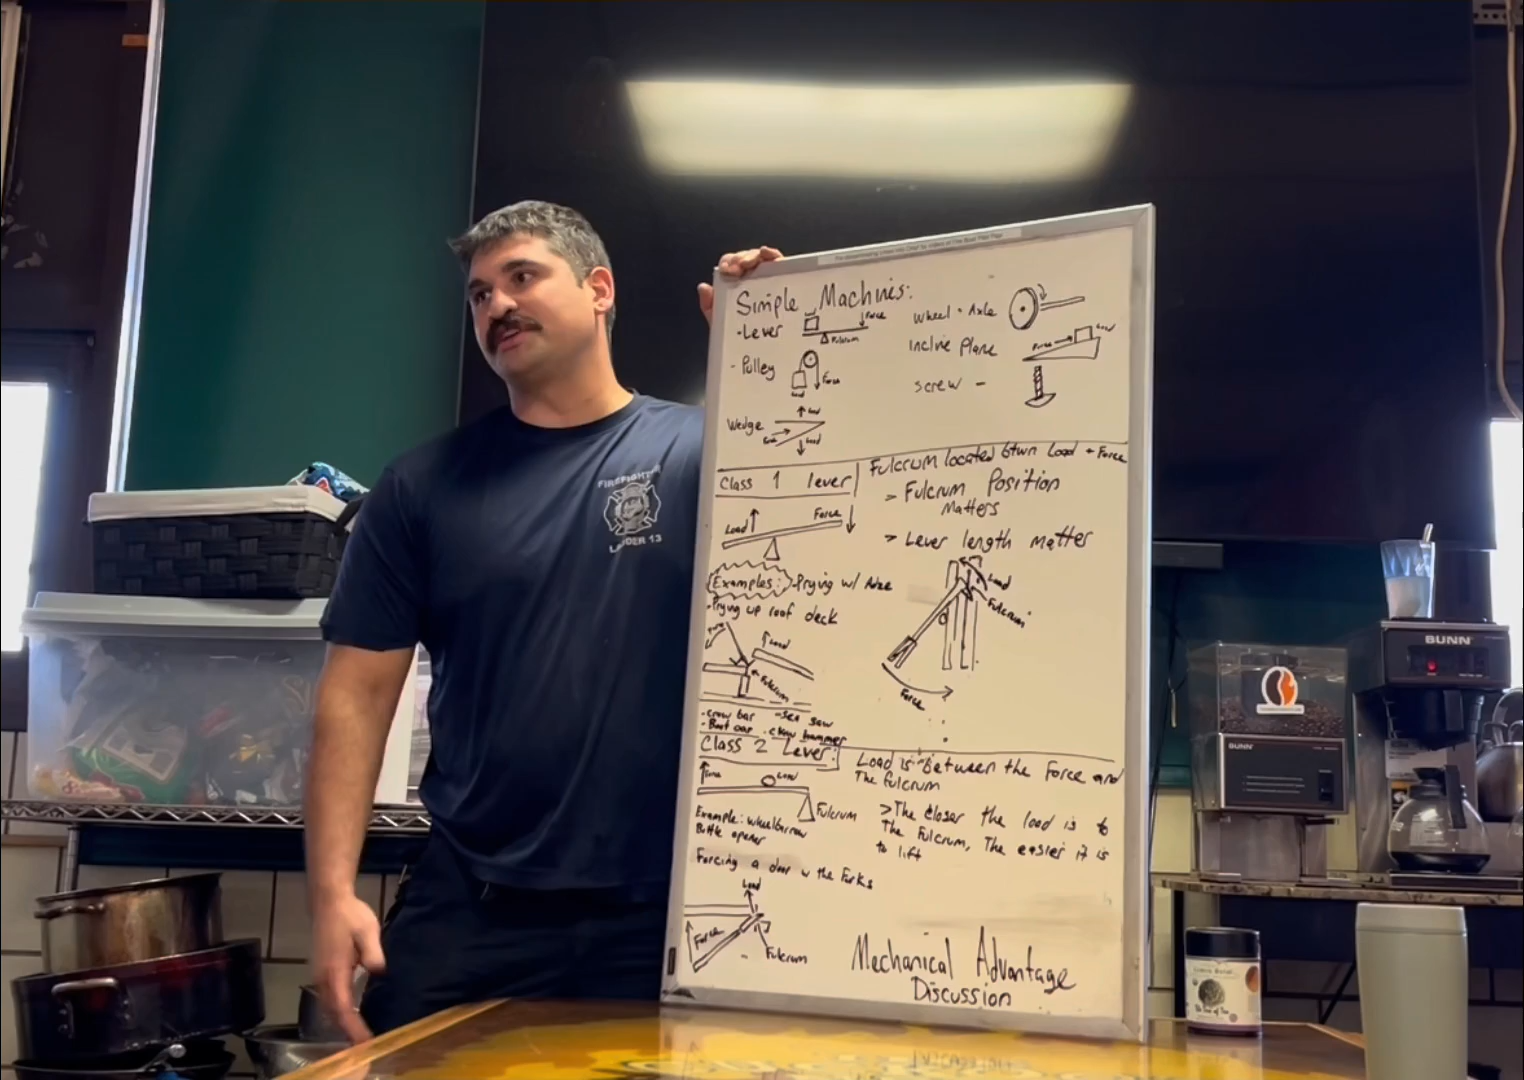 FIREFIGHTER
LADDER 13
Simple Machines:
-Lever
Force
Fulcrum
- Pulley
Force
Load
Wedge
Load
Force
Load
wheel + Axle
Incline Plane
Force
Load
screw -
Class 1 lever
Fulcrum located btwn Load + Force
> Fulcrum Position
Matters
> Lever length matter
Load
Force
Examples:
-Prying w/ Adze
-Prying up roof deck
Force
Load
Fulcrum
Load
Fulcrum
Force
-crow bar
-see saw
-Boat oar
-claw hammer
Class 2 Lever:
Load is Between the Force and
The Fulcrum
Force
Load
Fulcrum
> The closer the load is to
The Fulcrum, The easier it is
to lift
Example: wheelbarrow
Bottle opener
Forcing a door w the Forks
Load
Force
Fulcrum
Mechanical Advantage
Discussion
BUNN
BUNN